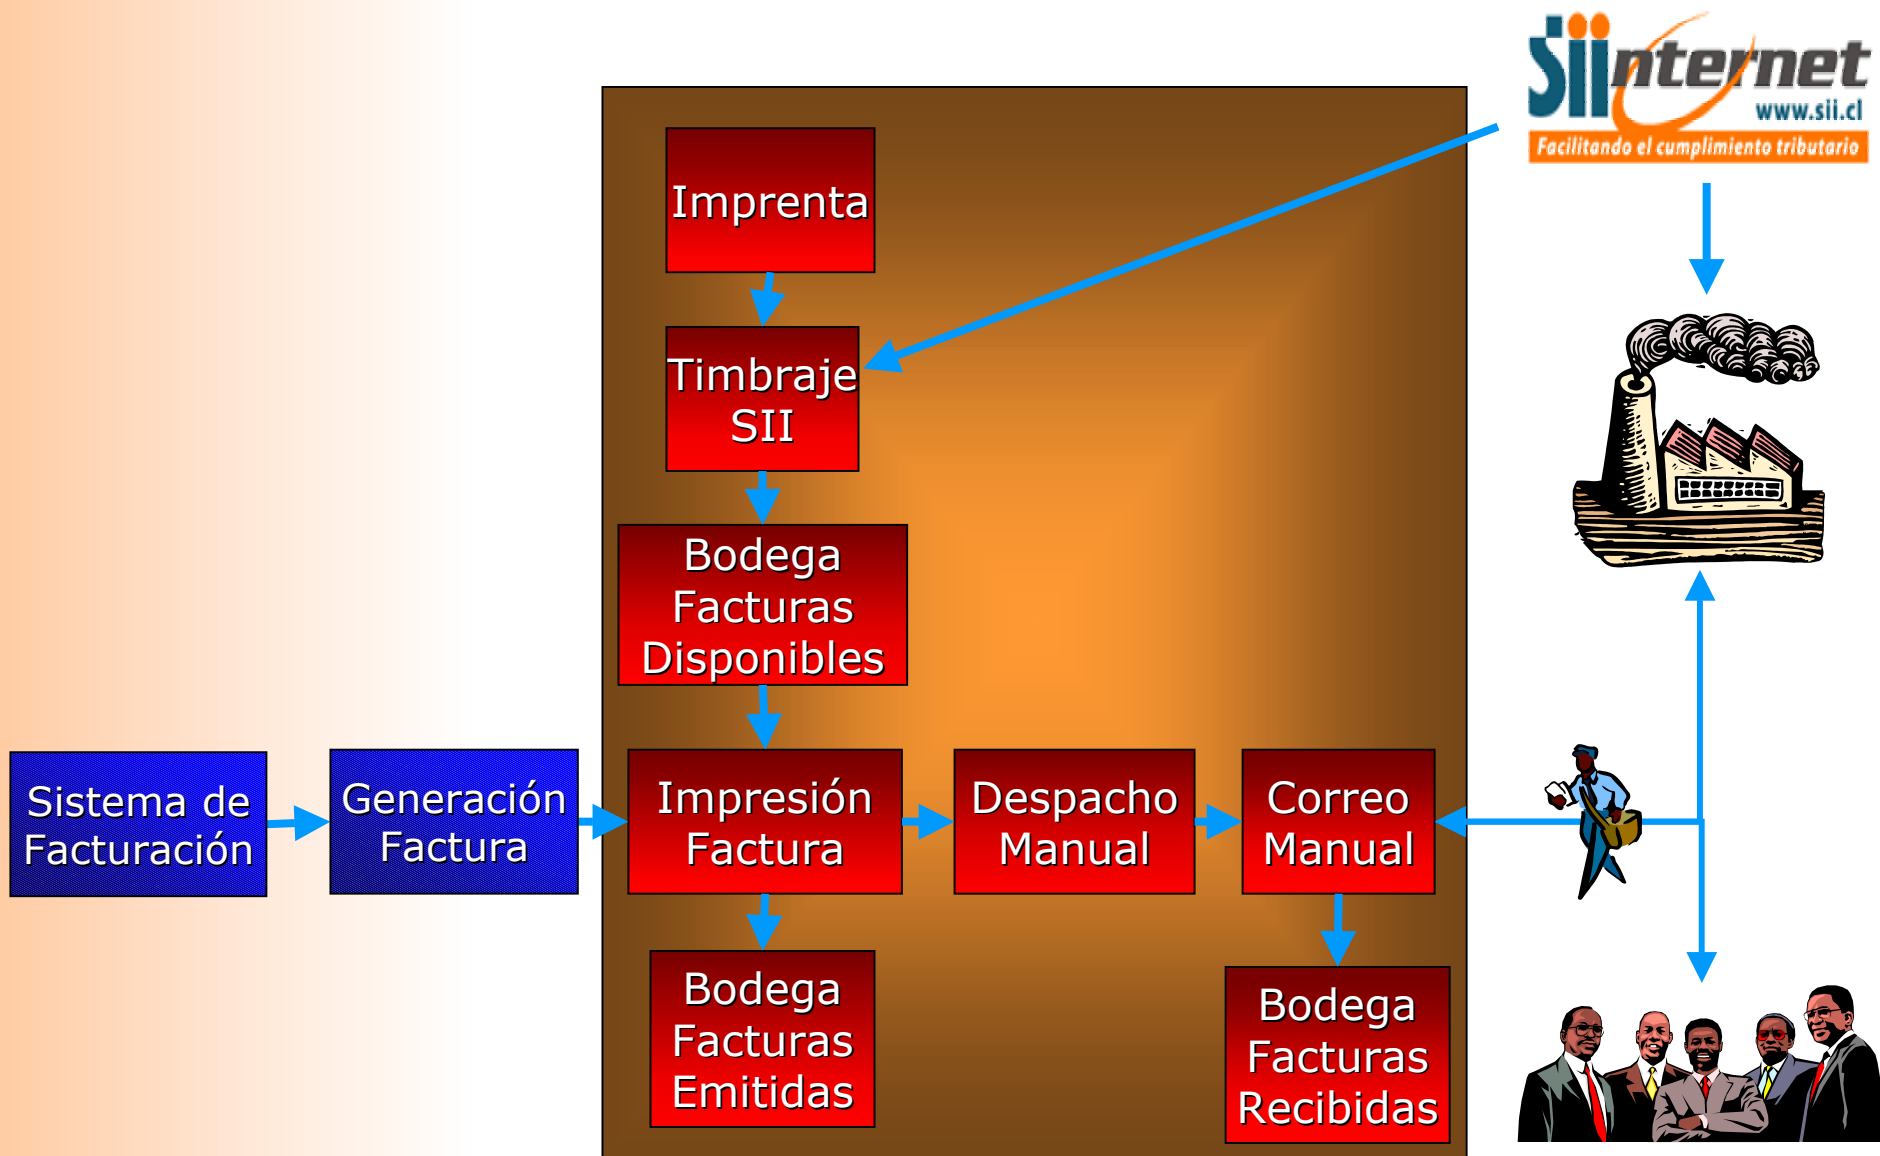 Siinternet
www.sii.cl
Facilitando el cumplimiento tributario
Imprenta
Timbraje
SII
Bodega
Facturas
Disponibles
Sistema de
Facturación
Generación
Factura
Impresión
Factura
Despacho
Manual
Correo
Manual
Bodega
Facturas
Emitidas
Bodega
Facturas
Recibidas